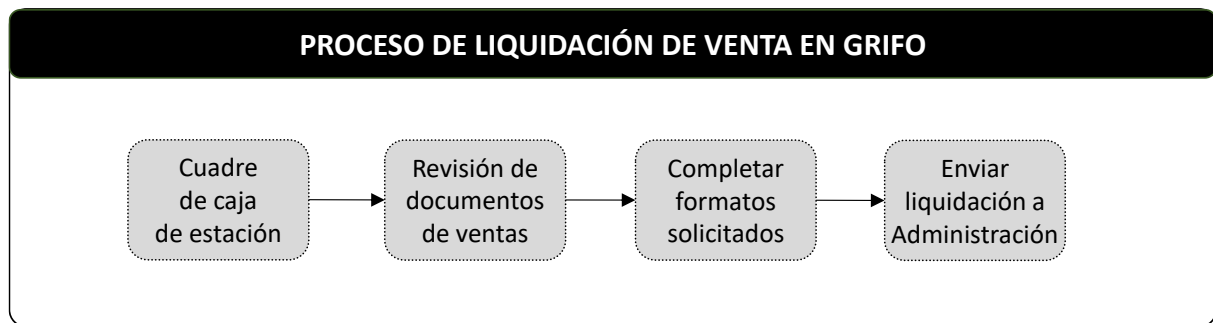 PROCESO DE LIQUIDACIÓN DE VENTA EN GRIFO
Cuadre
de caja
de estación
Revisión de
documentos
de ventas
Completar
formatos
solicitados
Enviar
liquidación a
Administración